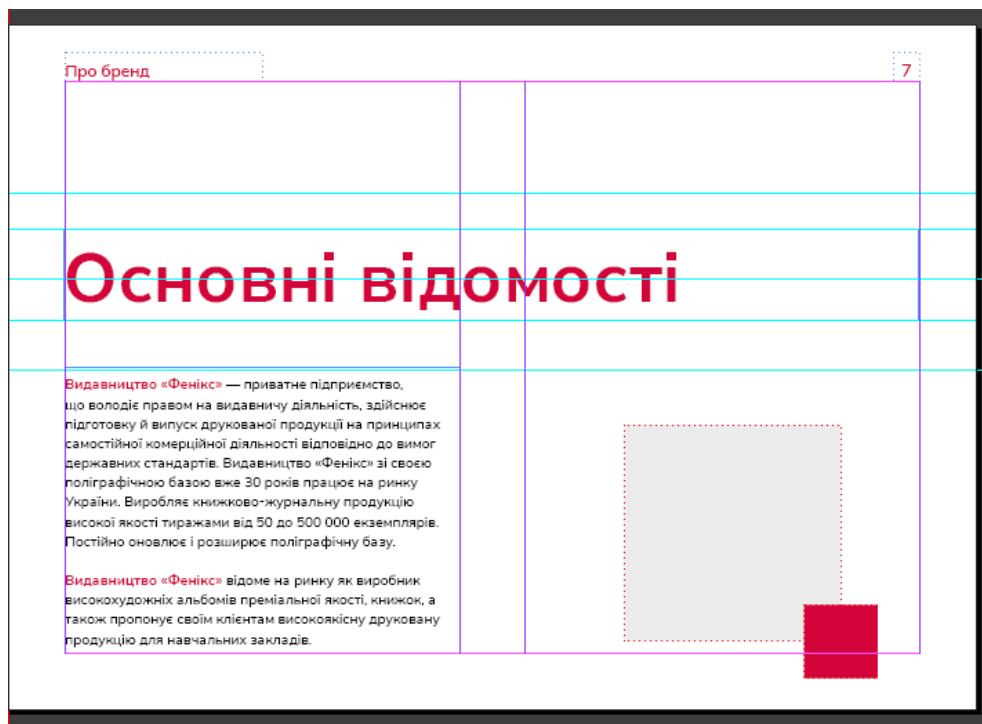 Про бренд
7
Основні відомості
Видавництво «Фенікс» — приватне підприємство,
що володіє правом на видавничу діяльність, здійснює
підготовку й випуск друкованої продукції на принципах
самостійної комерційної діяльності відповідно до вимог
державних стандартів. Видавництво «Фенікс» зі своєю
поліграфічною базою вже 30 років працює на ринку
України. Виробляє книжково-журнальну продукцію
високої якості тиражами від 50 до 500 000 екземплярів.
Постійно оновлює і розширює поліграфічну базу.
Видавництво «Фенікс» відоме на ринку як виробник
високохудожніх альбомів преміальної якості, книжок, а
також пропонує своїм клієнтам високоякісну друковану
продукцію для навчальних закладів.